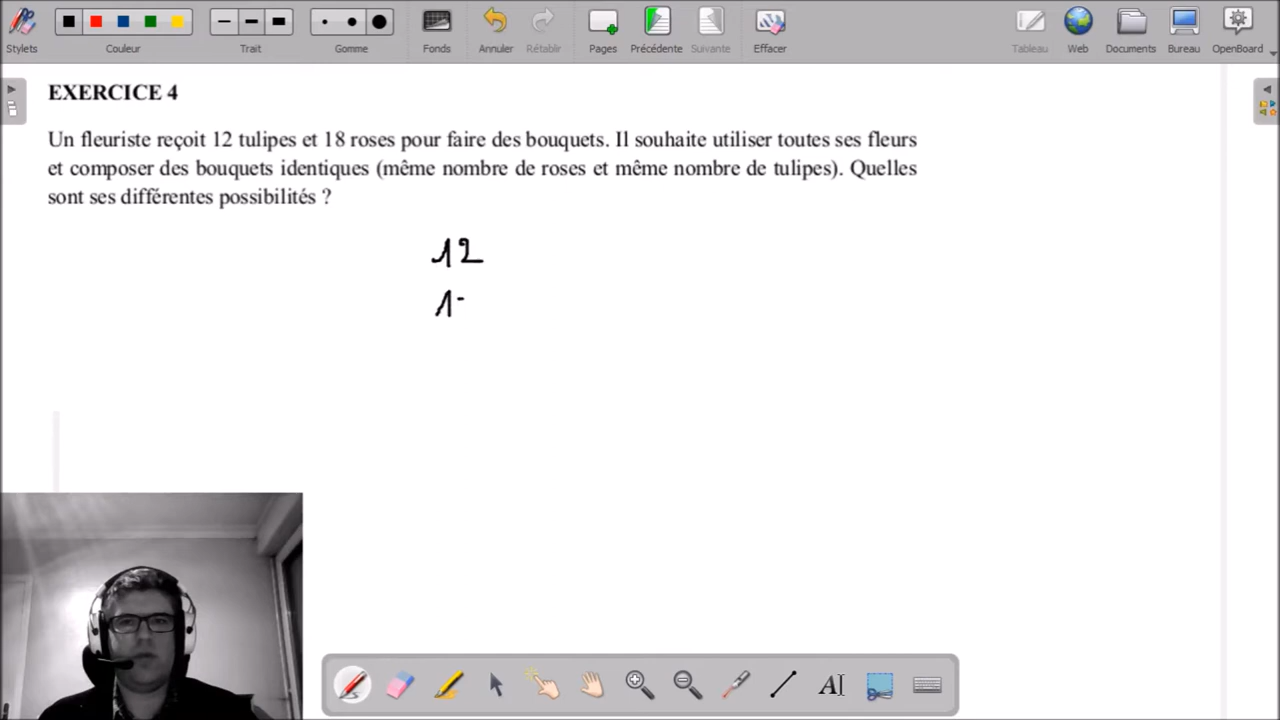 Stylets
Couleur
Trait
Gomme
Fonds
Annuler
Rétablir
Pages
Précédente
Suivante
Effacer
Tableau
Web
Documents
Bureau
OpenBoard
EXERCICE 4
Un fleuriste reçoit 12 tulipes et 18 roses pour faire des bouquets. Il souhaite utiliser toutes ses fleurs
et composer des bouquets identiques (même nombre de roses et même nombre de tulipes). Quelles
sont ses différentes possibilités ?
12
1
AI